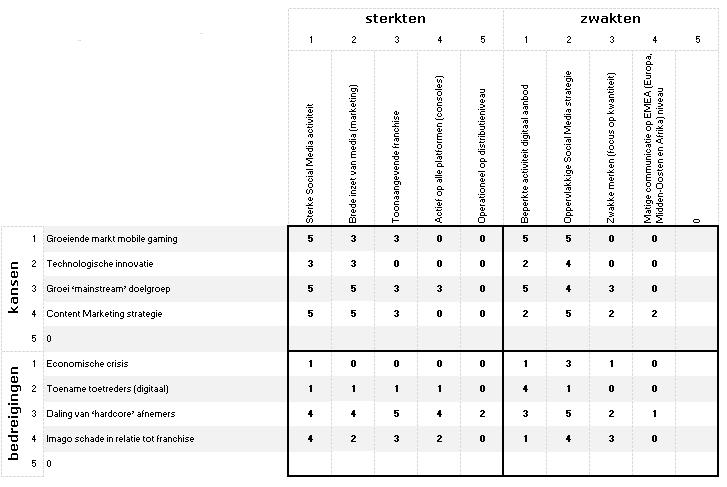 sterkten zwakten
1 2 3 4 5 1 2 3 4 5
Sterke Social Media activiteit
Brede inzet van media (marketing)
Toonaangevende franchise
Actief op alle platformen (consoles)
Operationeel op distributieniveau
Beperkte activiteit digitaal aanbod
Oppervlakkige Social Media strategie
Zwakke merken (focus op kwantiteit)
Matige communicatie op EMEA (Europa,
Midden-Oosten en Afrika) niveau
0
kansen
1 Groeiende markt mobile gaming 5 3 3 0 0 5 5 0 0
2 Technologische innovatie 3 3 0 0 0 2 4 0 0
3 Groei ‘mainstream’ doelgroep 5 5 3 3 0 5 4 3 0
4 Content Marketing strategie 5 5 3 0 0 2 5 2 2
5 0
bedreigingen
1 Economische crisis 1 0 0 0 0 1 3 1 0
2 Toename toetreders (digitaal) 1 1 1 1 0 4 1 0 0
3 Daling van ‘hardcore’ afnemers 4 4 5 4 2 3 5 2 1
4 Imago schade in relatie tot franchise 4 2 3 2 0 1 4 3 0
5 0